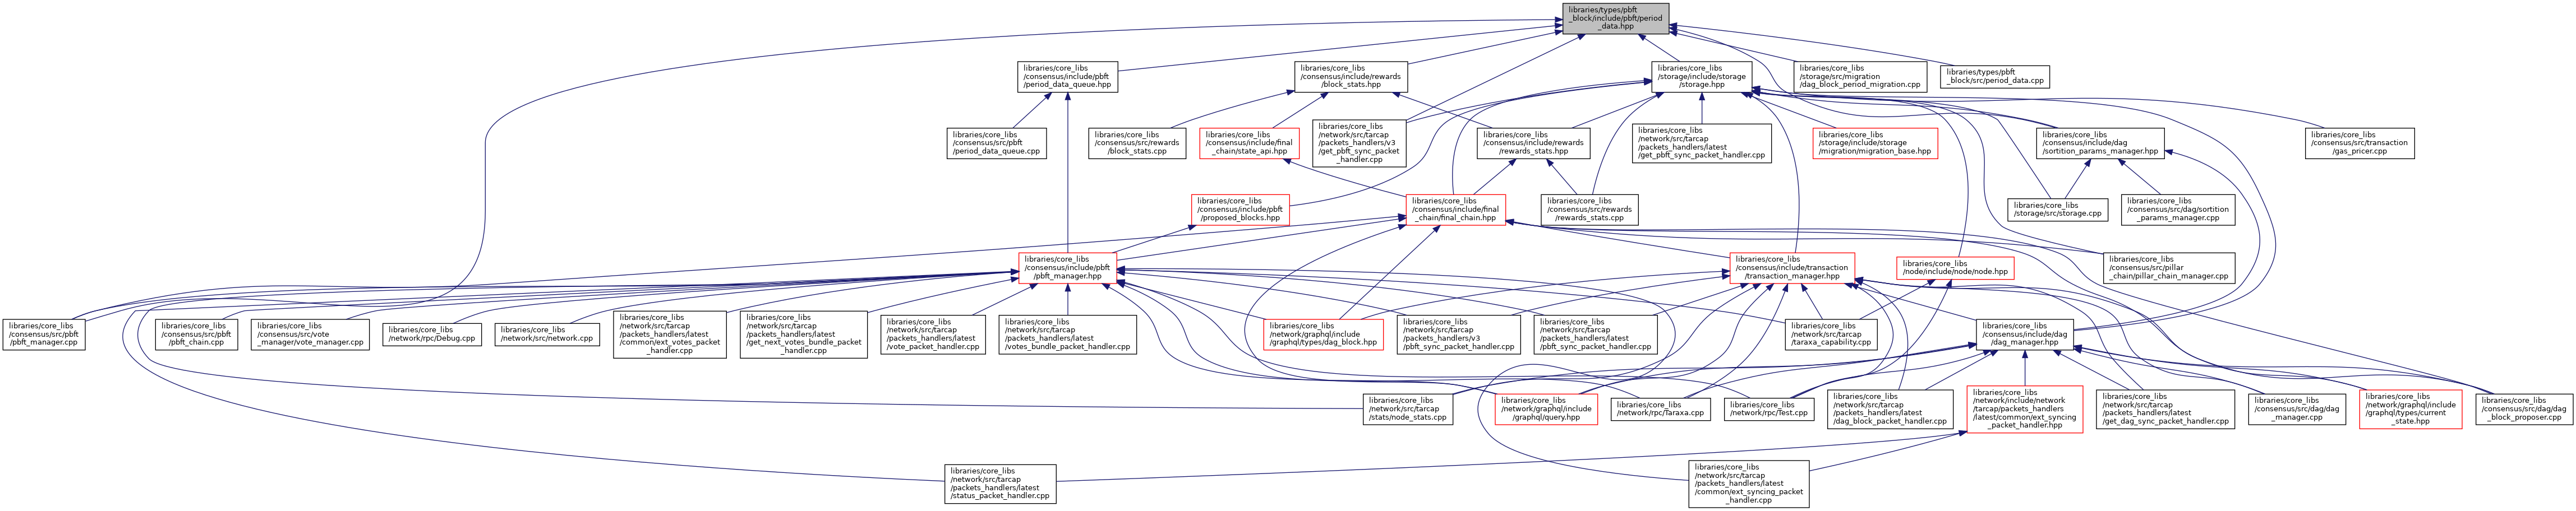 libraries/types/pbft
_block/include/pbft/period
_data.hpp
libraries/core_libs
/consensus/include/pbft
/period_data_queue.hpp
libraries/core_libs
/consensus/include/rewards
/block_stats.hpp
libraries/core_libs
/storage/include/storage
/storage.hpp
libraries/core_libs
/storage/src/migration
/dag_block_period_migration.cpp
libraries/types/pbft
_block/src/period_data.cpp
libraries/core_libs
/consensus/src/pbft
/period_data_queue.cpp
libraries/core_libs
/consensus/src/rewards
/block_stats.cpp
libraries/core_libs
/consensus/include/final
_chain/state_api.hpp
libraries/core_libs
/network/src/tarcap
/packets_handlers/v3
/get_pbft_sync_packet
_handler.cpp
libraries/core_libs
/consensus/include/rewards
/rewards_stats.hpp
libraries/core_libs
/network/src/tarcap
/packets_handlers/latest
/get_pbft_sync_packet_handler.cpp
libraries/core_libs
/storage/include/storage
/migration/migration_base.hpp
libraries/core_libs
/consensus/include/dag
/sortition_params_manager.hpp
libraries/core_libs
/consensus/src/transaction
/gas_pricer.cpp
libraries/core_libs
/consensus/include/pbft
/proposed_blocks.hpp
libraries/core_libs
/consensus/include/final
_chain/final_chain.hpp
libraries/core_libs
/consensus/src/rewards
/rewards_stats.cpp
libraries/core_libs
/storage/src/storage.cpp
libraries/core_libs
/consensus/src/dag/sortition
_params_manager.cpp
libraries/core_libs
/consensus/include/pbft
/pbft_manager.hpp
libraries/core_libs
/consensus/include/transaction
/transaction_manager.hpp
libraries/core_libs
/node/include/node/node.hpp
libraries/core_libs
/consensus/src/pillar
_chain/pillar_chain_manager.cpp
libraries/core_libs
/consensus/src/pbft
/pbft_manager.cpp
libraries/core_libs
/consensus/src/pbft
/pbft_chain.cpp
libraries/core_libs
/consensus/src/vote
_manager/vote_manager.cpp
libraries/core_libs
/network/rpc/Debug.cpp
libraries/core_libs
/network/src/network.cpp
libraries/core_libs
/network/src/tarcap
/packets_handlers/latest
/common/ext_votes_packet
_handler.cpp
libraries/core_libs
/network/src/tarcap
/packets_handlers/latest
/get_next_votes_bundle_packet
_handler.cpp
libraries/core_libs
/network/src/tarcap
/packets_handlers/latest
/vote_packet_handler.cpp
libraries/core_libs
/network/src/tarcap
/packets_handlers/latest
/votes_bundle_packet_handler.cpp
libraries/core_libs
/network/graphql/include
/graphql/types/dag_block.hpp
libraries/core_libs
/network/src/tarcap
/packets_handlers/v3
/pbft_sync_packet_handler.cpp
libraries/core_libs
/network/src/tarcap
/packets_handlers/latest
/pbft_sync_packet_handler.cpp
libraries/core_libs
/network/src/tarcap
/taraxa_capability.cpp
libraries/core_libs
/consensus/include/dag
/dag_manager.hpp
libraries/core_libs
/network/src/tarcap
/stats/node_stats.cpp
libraries/core_libs
/network/graphql/include
/graphql/query.hpp
libraries/core_libs
/network/rpc/Taraxa.cpp
libraries/core_libs
/network/rpc/Test.cpp
libraries/core_libs
/network/src/tarcap
/packets_handlers/latest
/dag_block_packet_handler.cpp
libraries/core_libs
/network/include/network
/tarcap/packets_handlers
/latest/common/ext_syncing
_packet_handler.hpp
libraries/core_libs
/network/src/tarcap
/packets_handlers/latest
/get_dag_sync_packet_handler.cpp
libraries/core_libs
/consensus/src/dag/dag
_manager.cpp
libraries/core_libs
/network/graphql/include
/graphql/types/current
_state.hpp
libraries/core_libs
/consensus/src/dag/dag
_block_proposer.cpp
libraries/core_libs
/network/src/tarcap
/packets_handlers/latest
/status_packet_handler.cpp
libraries/core_libs
/network/src/tarcap
/packets_handlers/latest
/common/ext_syncing_packet
_handler.cpp